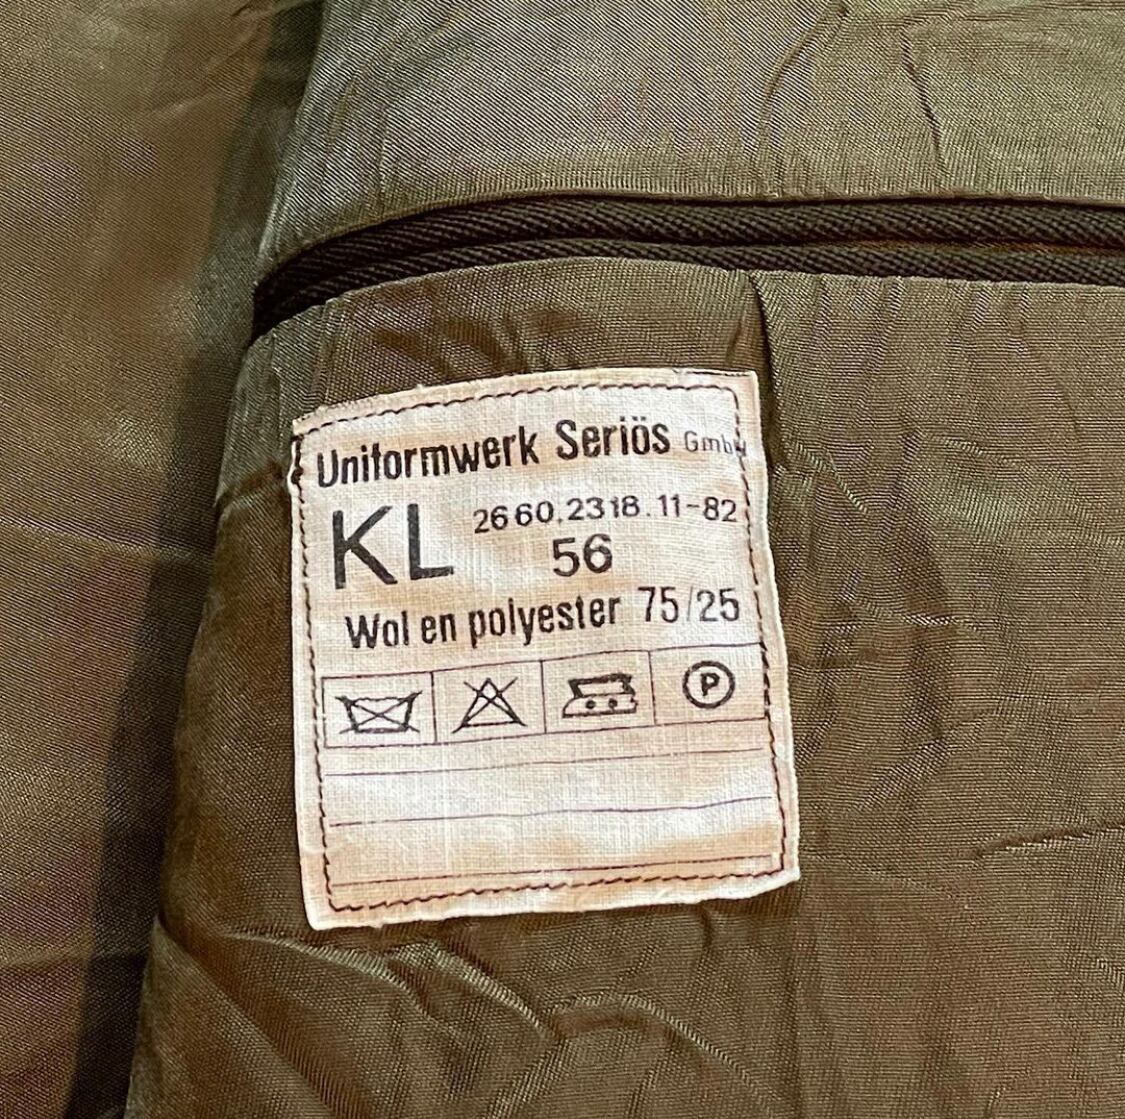 Uniformwerk Seriös GmbH
KL 2660.2318.11-82
56
Wol en polyester 75/25
P